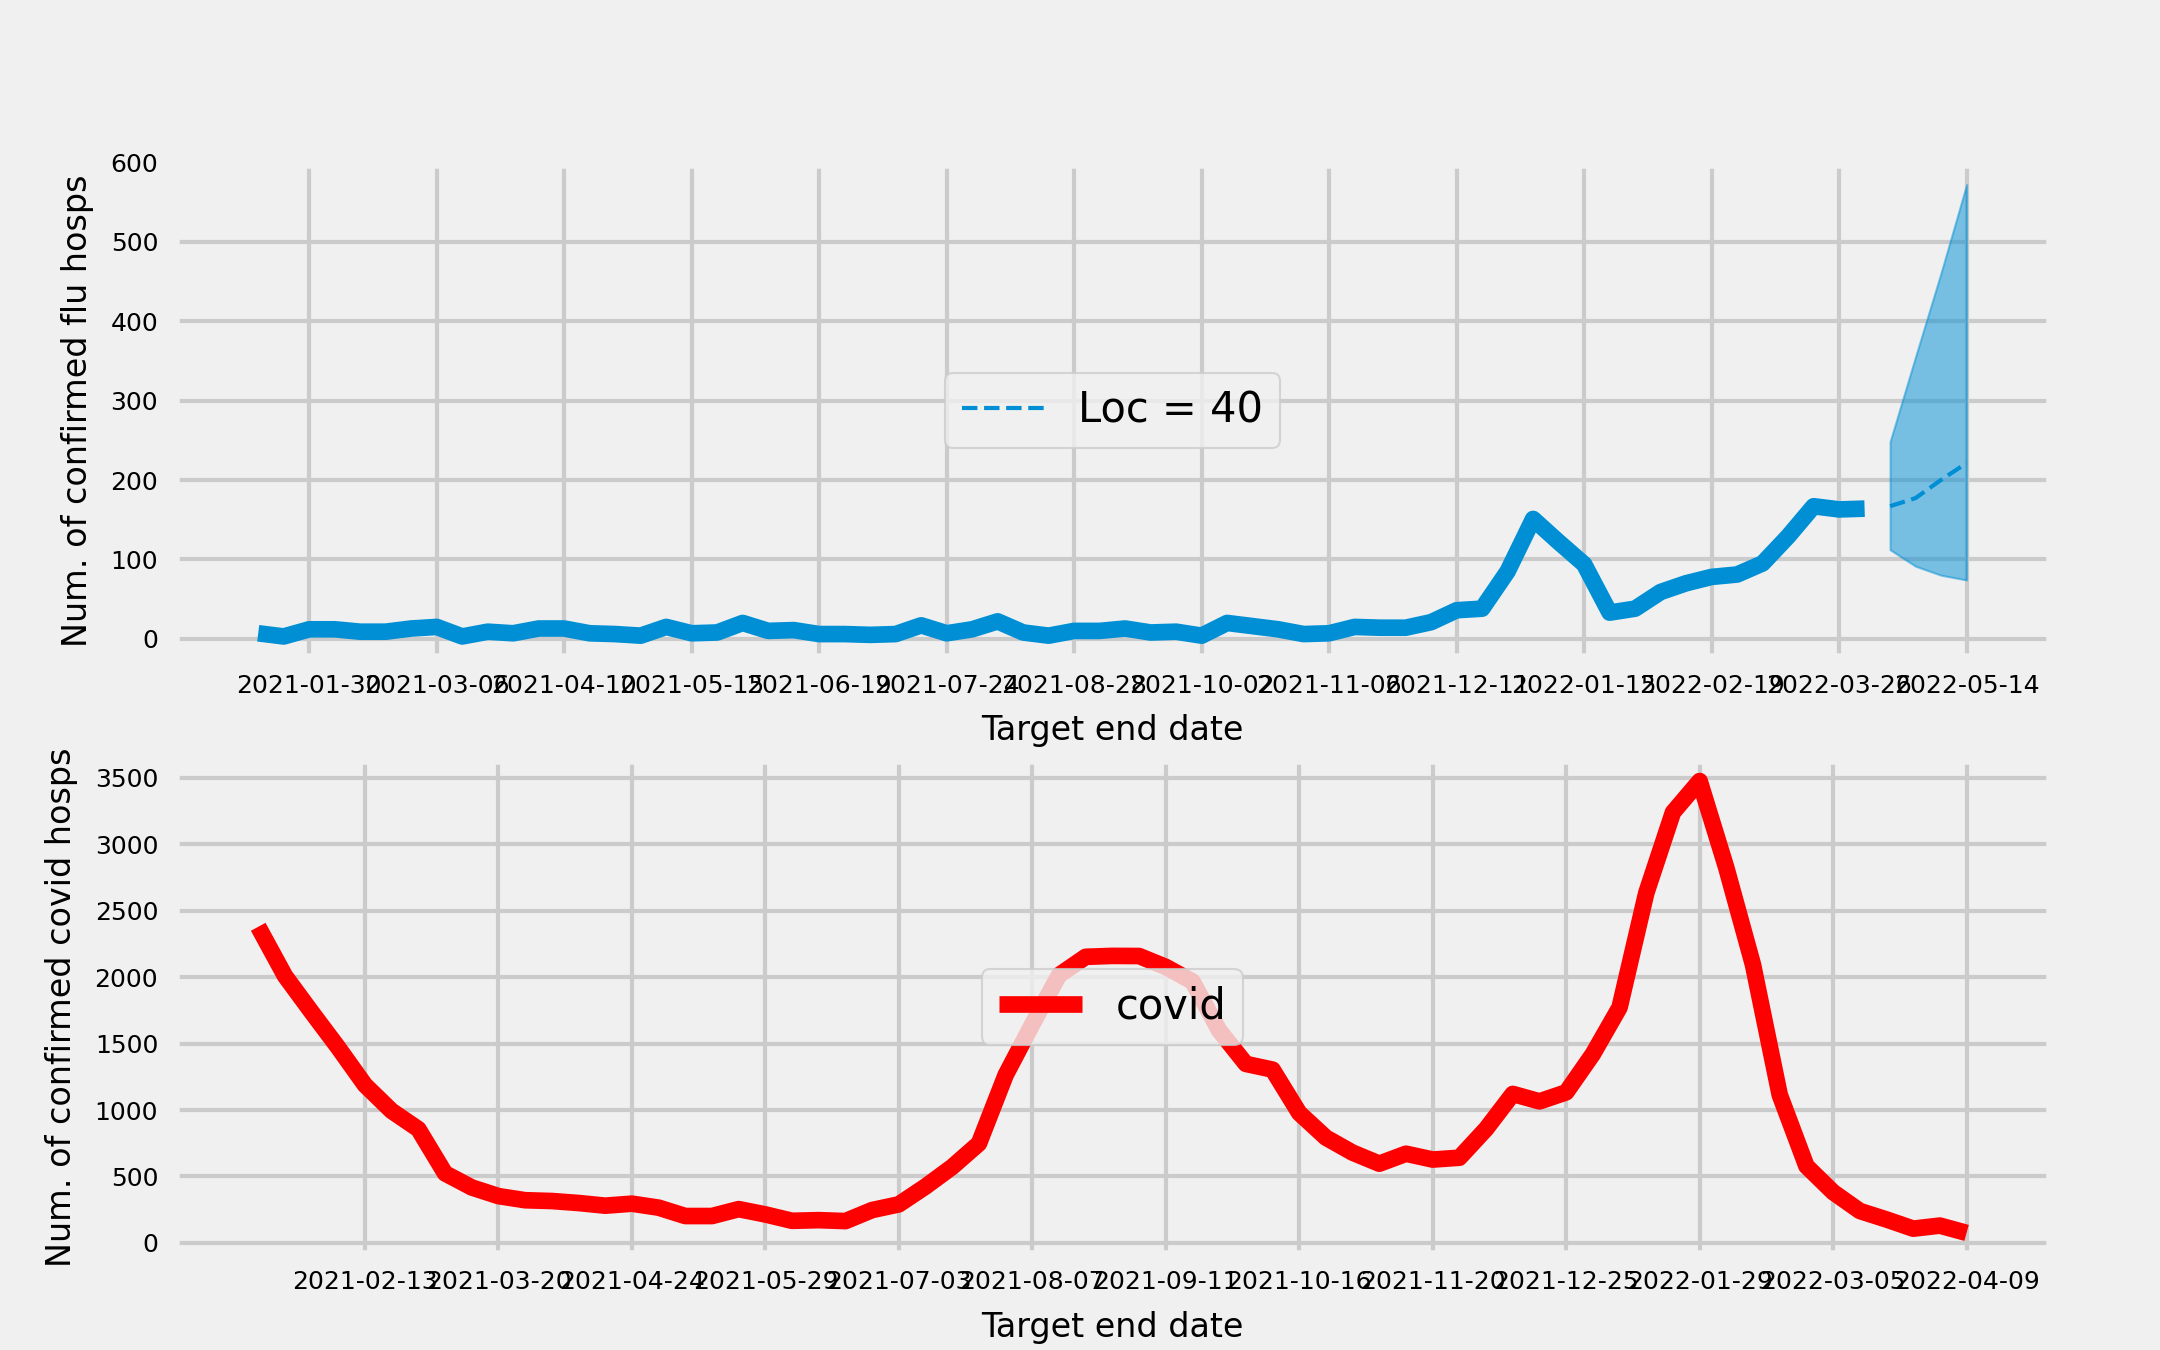 600
500
400
300
200
100
0
Num. of confirmed flu hosps
Loc = 40
2021-01-30 2021-03-06 2021-04-10 2021-05-15 2021-06-19 2021-07-24 2021-08-28 2021-10-02 2021-11-06 2021-12-11 2022-01-15 2022-02-19 2022-03-26 2022-05-14
Target end date
3500
3000
2500
2000
1500
1000
500
0
Num. of confirmed covid hosps
covid
2021-02-13 2021-03-20 2021-04-24 2021-05-29 2021-07-03 2021-08-07 2021-09-11 2021-10-16 2021-11-20 2021-12-25 2022-01-29 2022-03-05 2022-04-09
Target end date